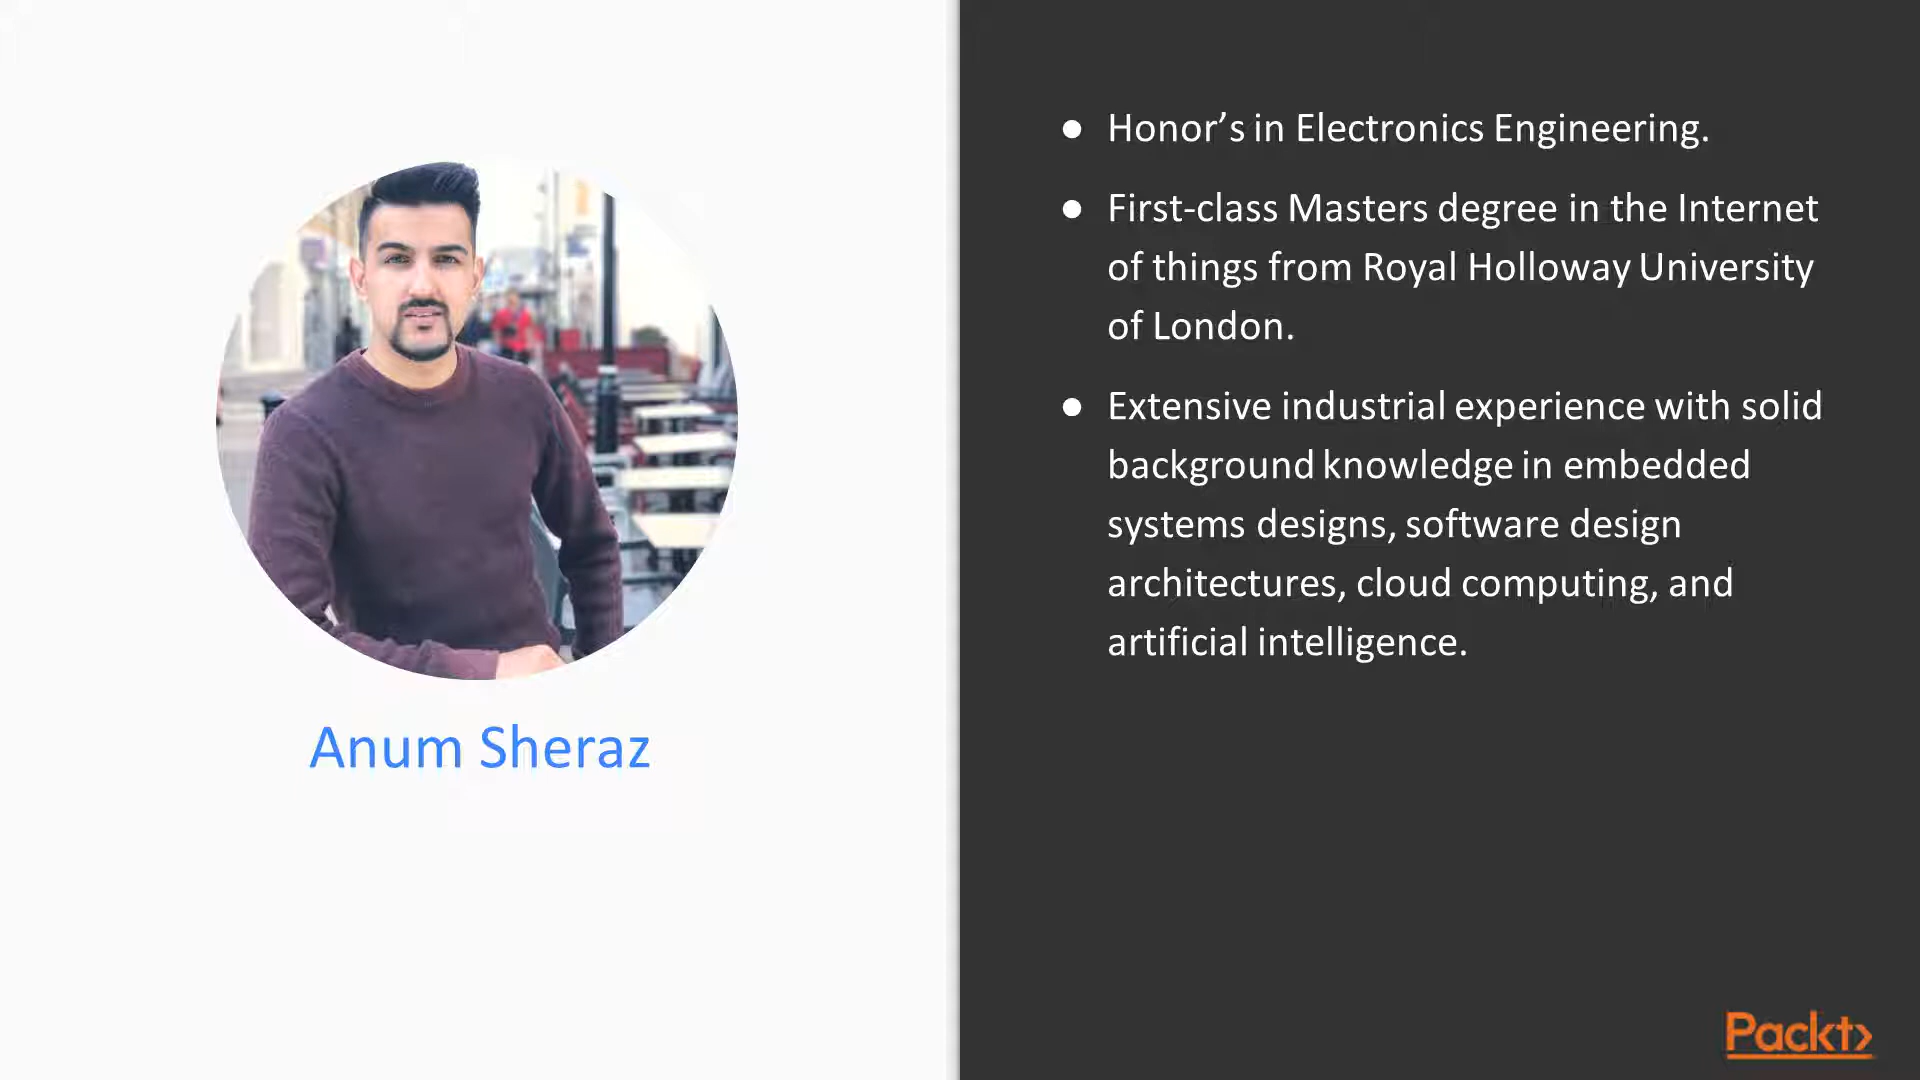 Anum Sheraz
● Honor’s in Electronics Engineering.
● First-class Masters degree in the Internet
of things from Royal Holloway University
of London.
● Extensive industrial experience with solid
background knowledge in embedded
systems designs, software design
architectures, cloud computing, and
artificial intelligence.
Packt>